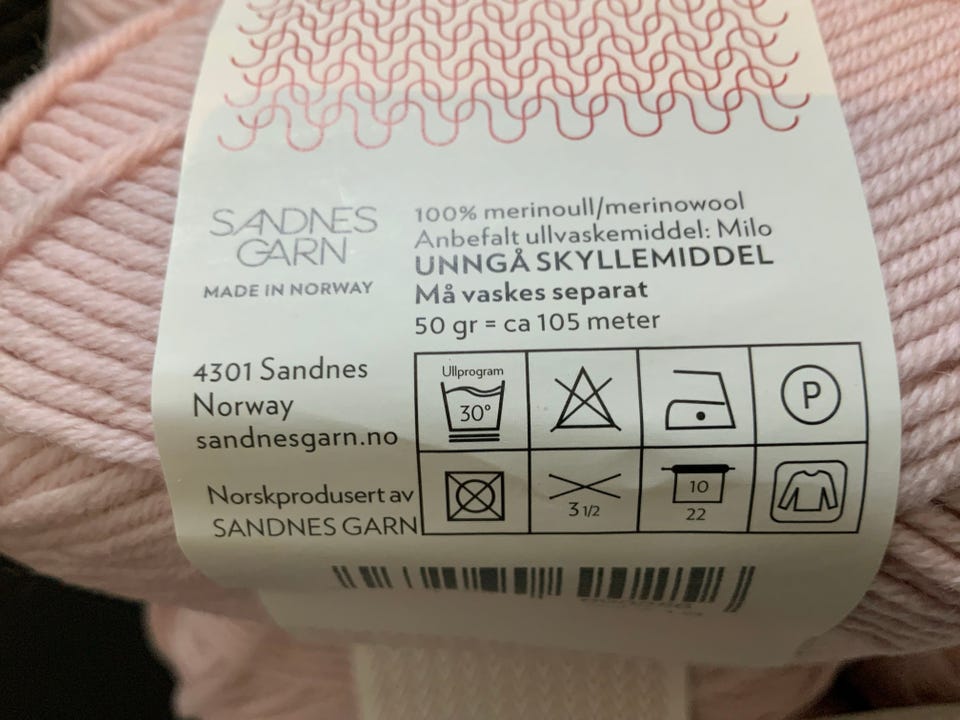 SANDNES
GARN
MADE IN NORWAY
100% merinoull/merinowool
Anbefalt ullvaskemiddel: Milo
UNNGÅ SKYLLEMIDDEL
Må vaskes separat
50 gr = ca 105 meter
4301 Sandnes
Norway
sandnesgarn.no
Norskprodusert av
SANDNES GARN
Ullprogram
30°
P
3 1/2
10
22